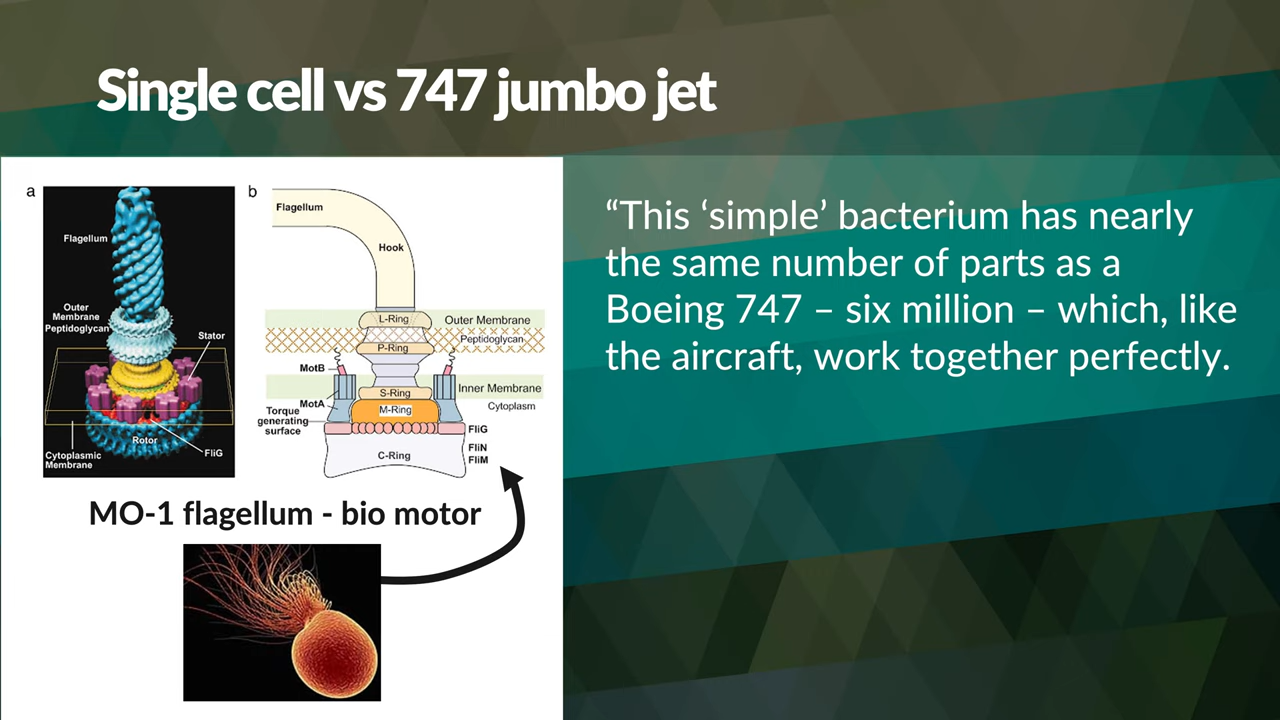 Single cell vs 747 jumbo jet
a
Flagellum
Outer
Membrane
Peptidoglycan
Stator
Rotor
Cytoplasmic
Membrane
FliG
b
Flagellum
Hook
L-Ring
Outer Membrane
Peptidoglycan
P-Ring
MotB
Inner Membrane
S-Ring
MotA
Cytoplasm
M-Ring
Torque
generating
surface
FliG
FliN
C-Ring
FliM
MO-1 flagellum - bio motor
“This ‘simple’ bacterium has nearly
the same number of parts as a
Boeing 747 – six million – which, like
the aircraft, work together perfectly.